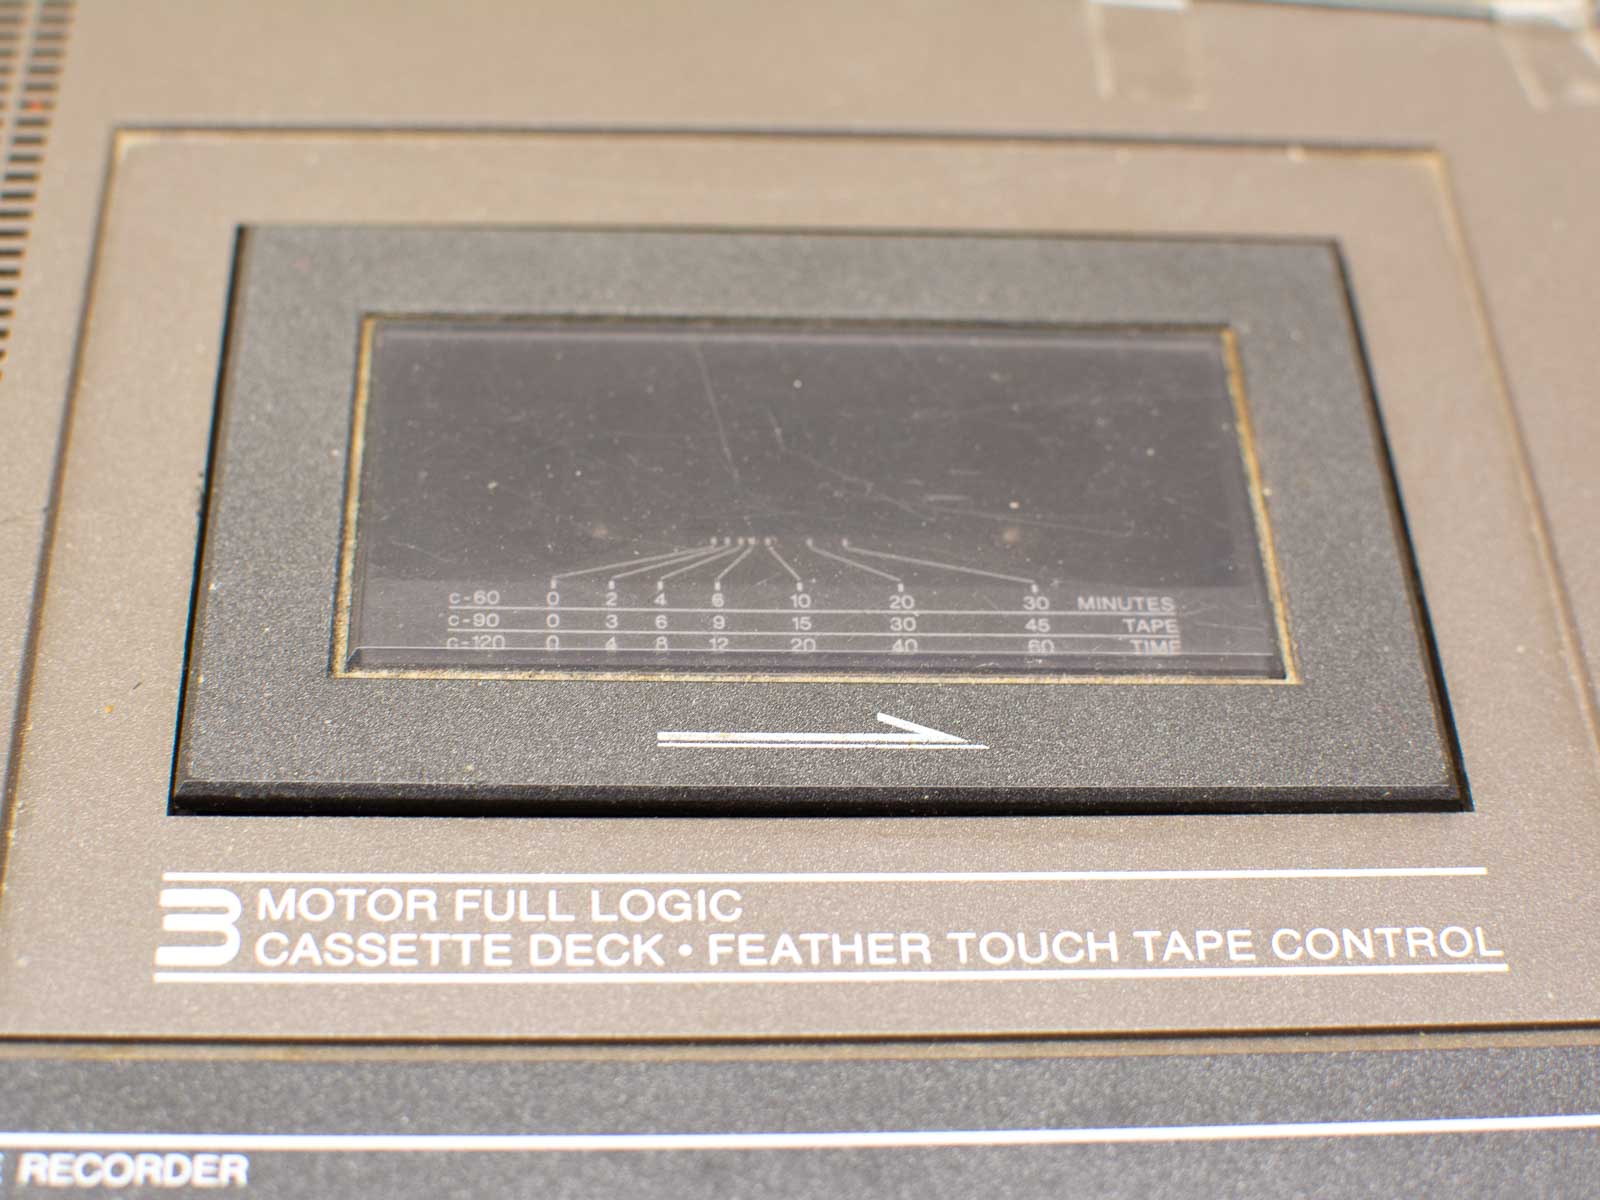 c-60 0 2 4 6 10 20 30 MINUTES
c-90 0 3 6 9 15 30 45 TAPE
c-120 0 4 8 12 20 40 60 TIME
3 MOTOR FULL LOGIC
CASSETTE DECK • FEATHER TOUCH TAPE CONTROL
RECORDER